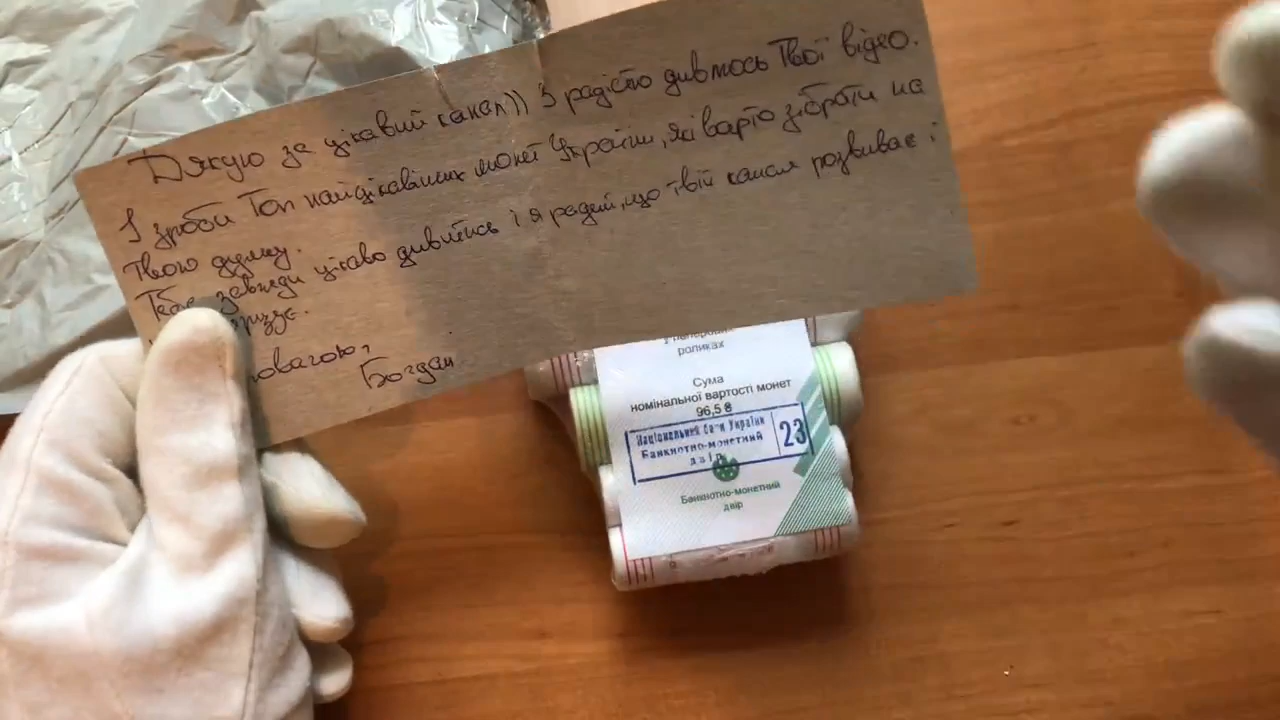 Дякую за цікавий канал)) З радістю дивлюсь Твої відео.
І зроби Топ найцікавіших монет України, які варто зібрати на
твою думку.
Тебе завжди цікаво дивитись і я радий, що твій канал розвиває і
Богдан
роликах
Сума
номінальної вартості монет
96,5 ₴
Національний банк України
Банкнотно-монетний
двір
23
Банкнотно-монетний
двір